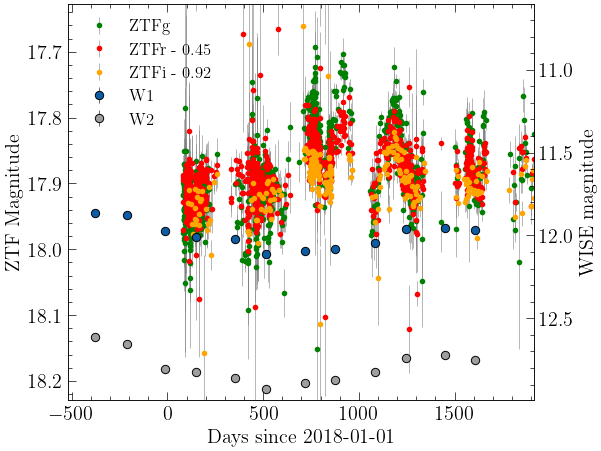 ZTFg
ZTFr - 0.45
ZTFi - 0.92
W1
W2
17.7
17.8
17.9
18.0
18.1
18.2
ZTF Magnitude
11.0
11.5
12.0
12.5
WISE magnitude
−500
0
500
1000
1500
Days since 2018-01-01